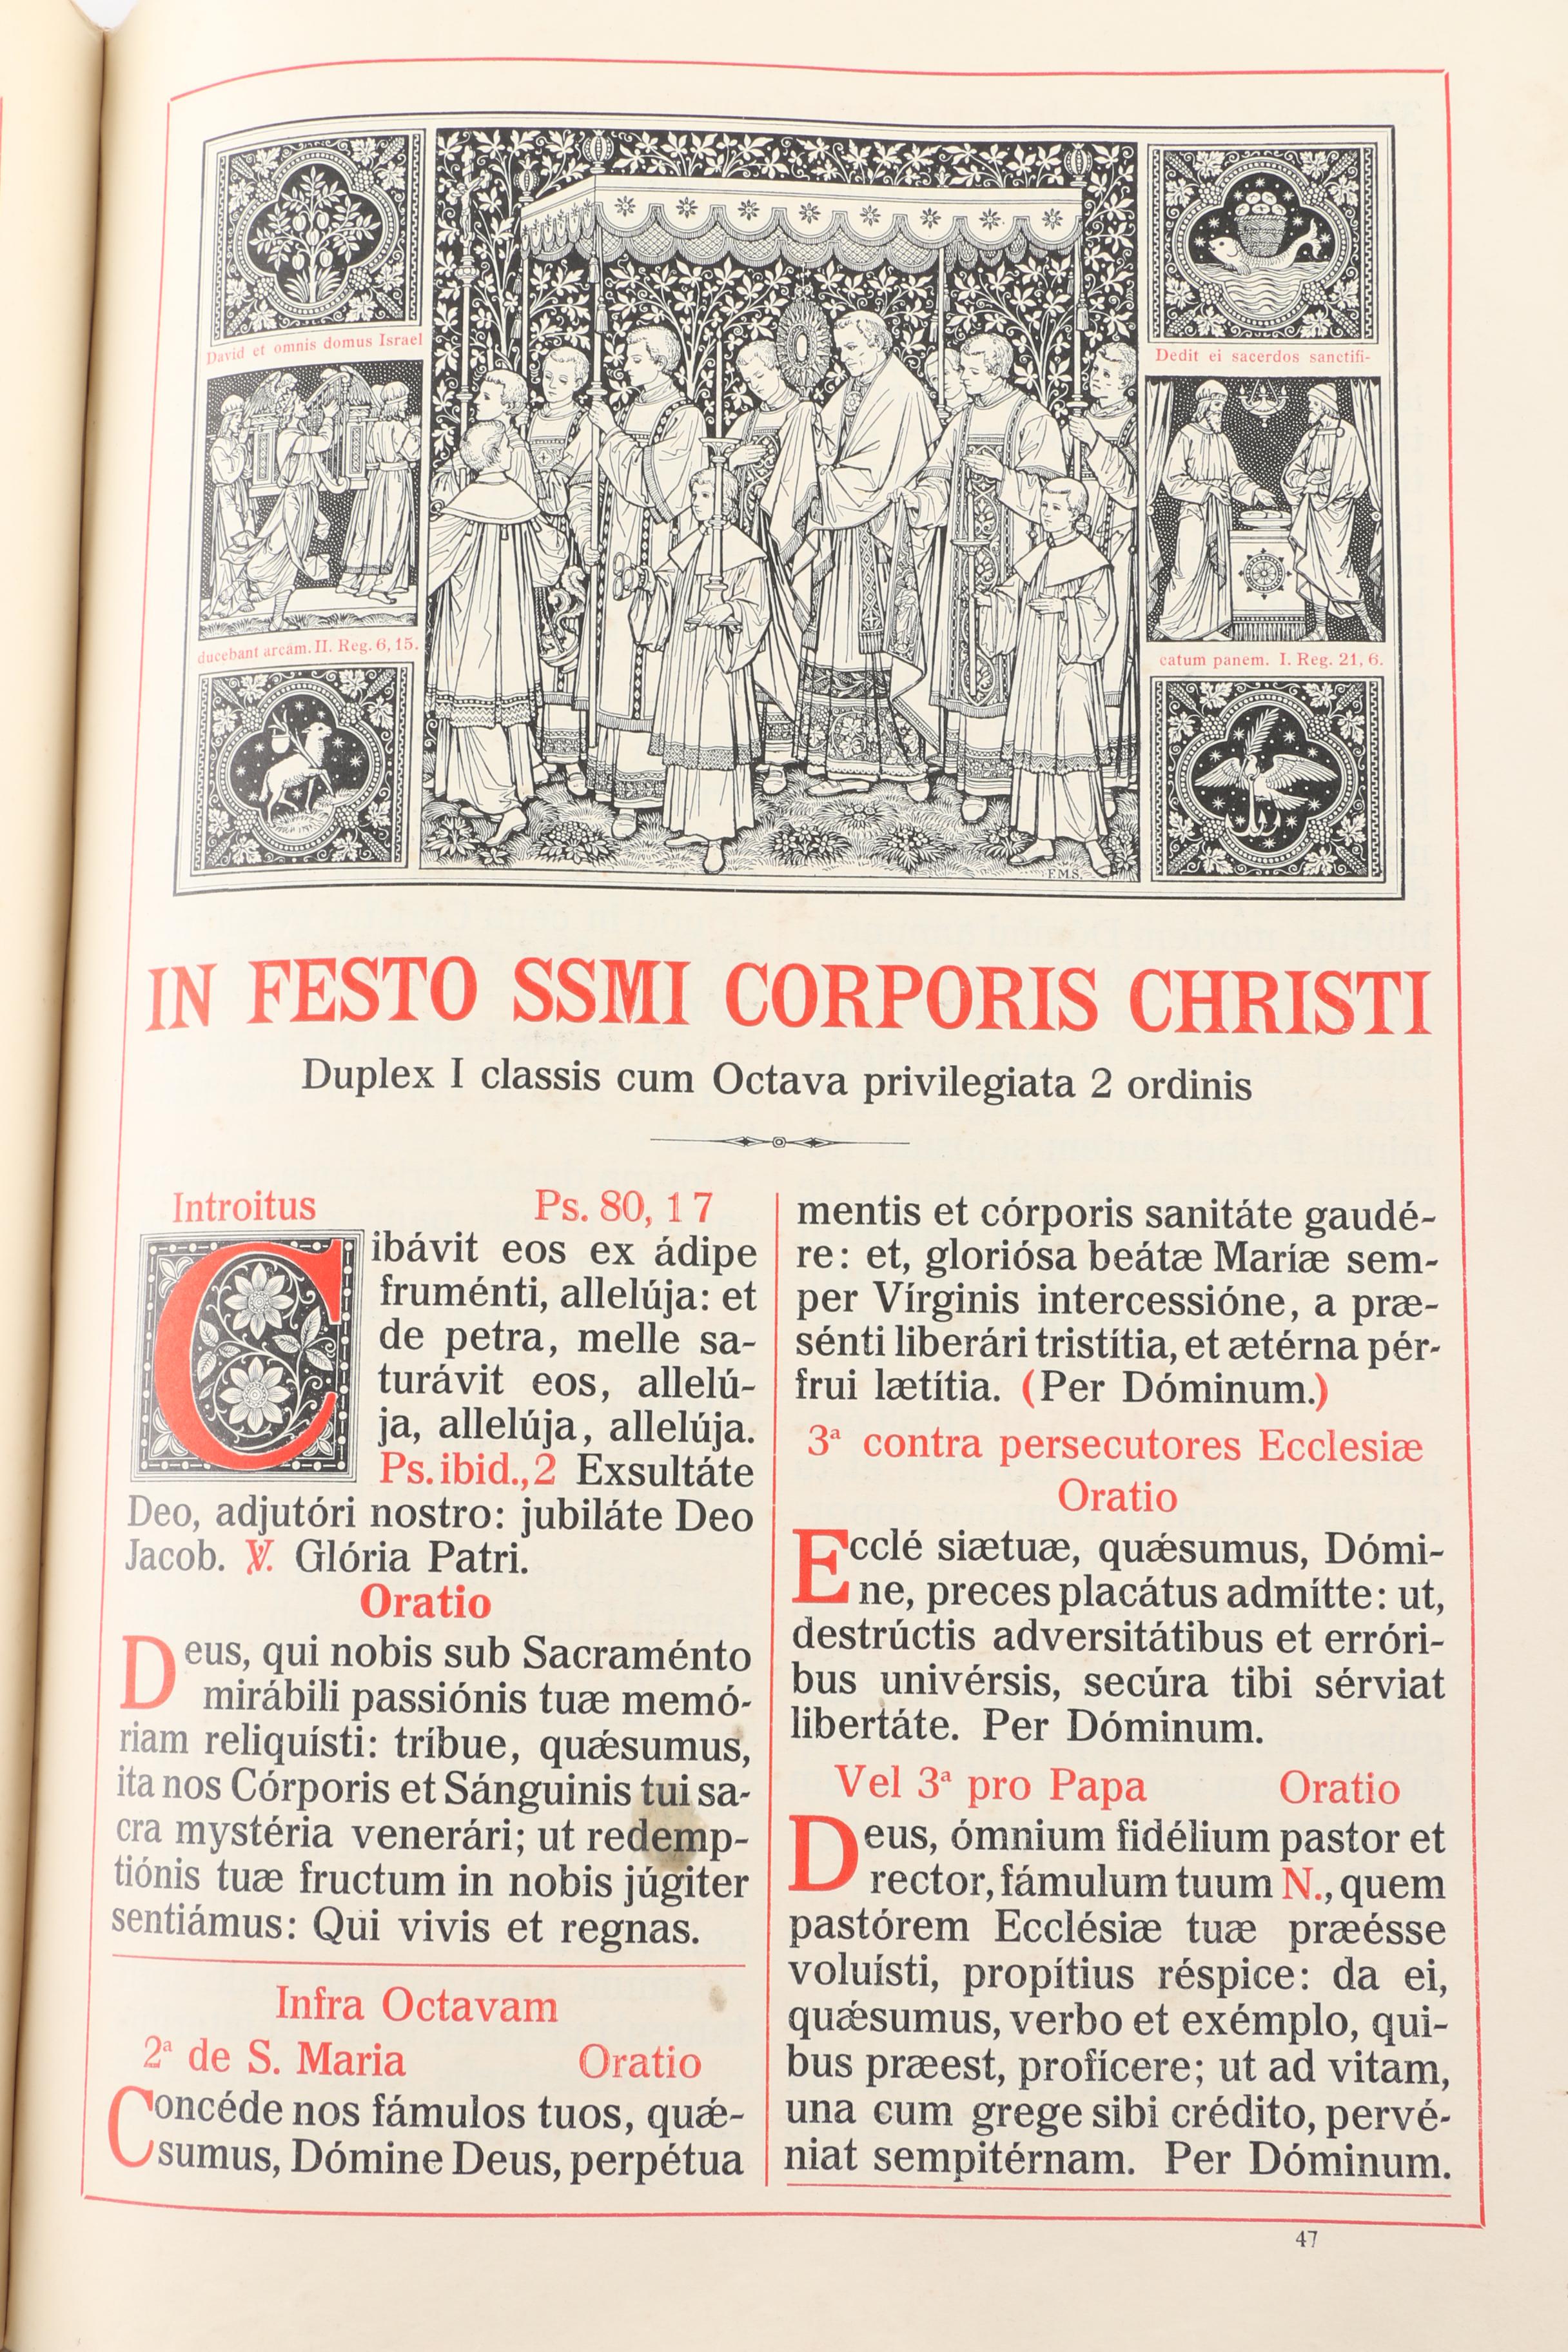 David et omnis domus Israel
ducebant arcam. II. Reg. 6, 15.
Dedit ei sacerdos sanctifi-
catum panem. I. Reg. 21, 6.
F.M.S.
IN FESTO SSMI CORPORIS CHRISTI
Duplex I classis cum Octava privilegiata 2 ordinis
Introitus Ps. 80, 17
Cibávit eos ex ádipe
fruménti, allelúja: et
de petra, melle sa-
turávit eos, allelú-
ja, allelúja, allelúja.
Ps. ibid., 2 Exsultáte
Deo, adjutóri nostro: jubiláte Deo
Jacob. ℣. Glória Patri.
Oratio
Deus, qui nobis sub Sacraménto
mirábili passiónis tuæ memó-
riam reliquísti: tríbue, quǽsumus,
ita nos Córporis et Sánguinis tui sa-
cra mystéria venerári; ut redemp-
tiónis tuæ fructum in nobis júgiter
sentiámus: Qui vivis et regnas.
Infra Octavam
2ª de S. Maria Oratio
Concéde nos fámulos tuos, quǽ-
sumus, Dómine Deus, perpétua
mentis et córporis sanitáte gaudé-
re: et, gloriósa beátæ Maríæ sem-
per Vírginis intercessióne, a præ-
sénti liberári tristítia, et ætérna pér-
frui lætítia. (Per Dóminum.)
3ª contra persecutores Ecclesiæ
Oratio
Ecclé siætuæ, quǽsumus, Dómi-
ne, preces placátus admítte: ut,
destrúctis adversitátibus et erróri-
bus univérsis, secúra tibi sérviat
libertáte. Per Dóminum.
Vel 3ª pro Papa Oratio
Deus, ómnium fidélium pastor et
rector, fámulum tuum N., quem
pastórem Ecclésiæ tuæ præésse
voluísti, propítius réspice: da ei,
quǽsumus, verbo et exémplo, qui-
bus præest, profícere; ut ad vitam,
una cum grege sibi crédito, pervé-
niat sempitérnam. Per Dóminum.
47